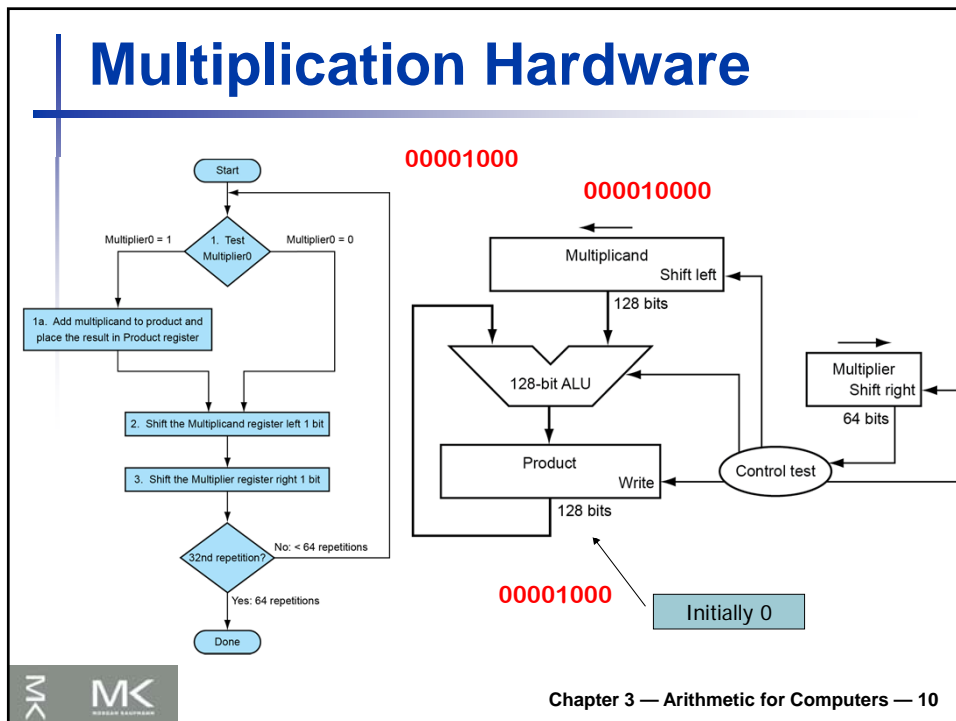 Multiplication Hardware
00001000
000010000
Start
Multiplier0 = 1
1. Test
Multiplier0
Multiplier0 = 0
1a. Add multiplicand to product and
place the result in Product register
2. Shift the Multiplicand register left 1 bit
3. Shift the Multiplier register right 1 bit
32nd repetition?
No: < 64 repetitions
Yes: 64 repetitions
Done
Multiplicand
Shift left
128 bits
128-bit ALU
Multiplier
Shift right
64 bits
Product
Write
Control test
128 bits
00001000
Initially 0
MK
MK
MORGAN KAUFMANN
Chapter 3 — Arithmetic for Computers — 10